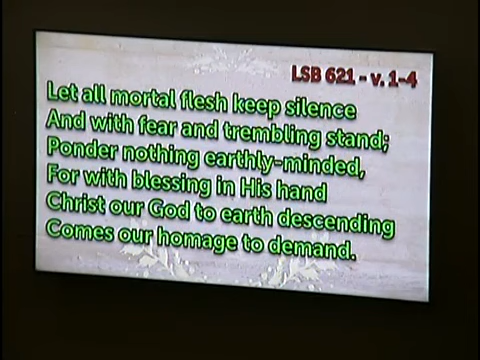 LSB 621 - v. 1-4
Let all mortal flesh keep silence
And with fear and trembling stand;
Ponder nothing earthly-minded,
For with blessing in His hand
Christ our God to earth descending
Comes our homage to demand.